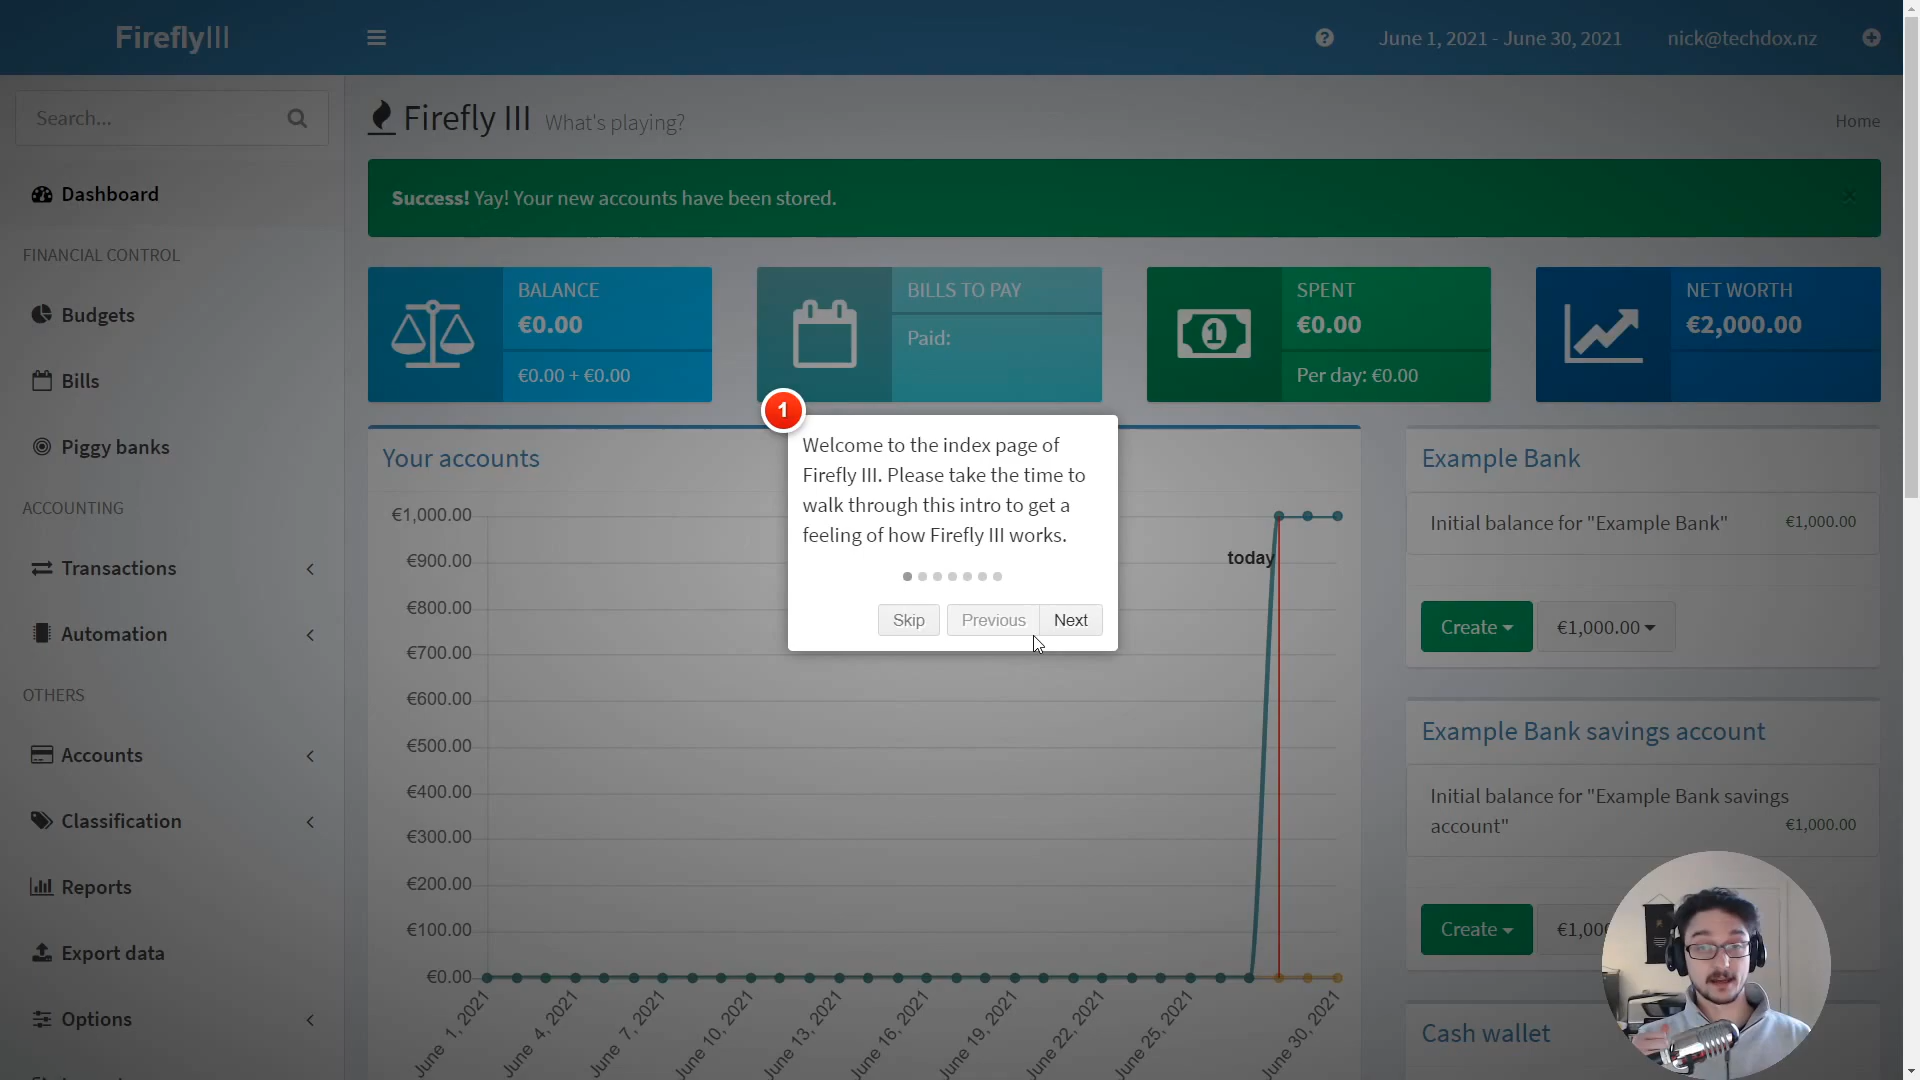 FireflyIII
June 1, 2021 - June 30, 2021
nick@techdox.nz
Search...
Firefly III What's playing?
Home
Success! Yay! Your new accounts have been stored.
Dashboard
FINANCIAL CONTROL
Budgets
Bills
Piggy banks
ACCOUNTING
Transactions
Automation
OTHERS
Accounts
Classification
Reports
Export data
Options
BALANCE
€0.00
€0.00 + €0.00
BILLS TO PAY
Paid:
SPENT
€0.00
Per day: €0.00
NET WORTH
€2,000.00
1
Welcome to the index page of
Firefly III. Please take the time to
walk through this intro to get a
feeling of how Firefly III works.
Skip
Previous
Next
Your accounts
€1,000.00
€900.00
€800.00
€700.00
€600.00
€500.00
€400.00
€300.00
€200.00
€100.00
€0.00
today
June 1, 2021
June 4, 2021
June 7, 2021
June 10, 2021
June 13, 2021
June 16, 2021
June 19, 2021
June 22, 2021
June 25, 2021
June 30, 2021
Example Bank
Initial balance for "Example Bank" €1,000.00
Create
€1,000.00
Example Bank savings account
Initial balance for "Example Bank savings
account" €1,000.00
Create
Cash wallet